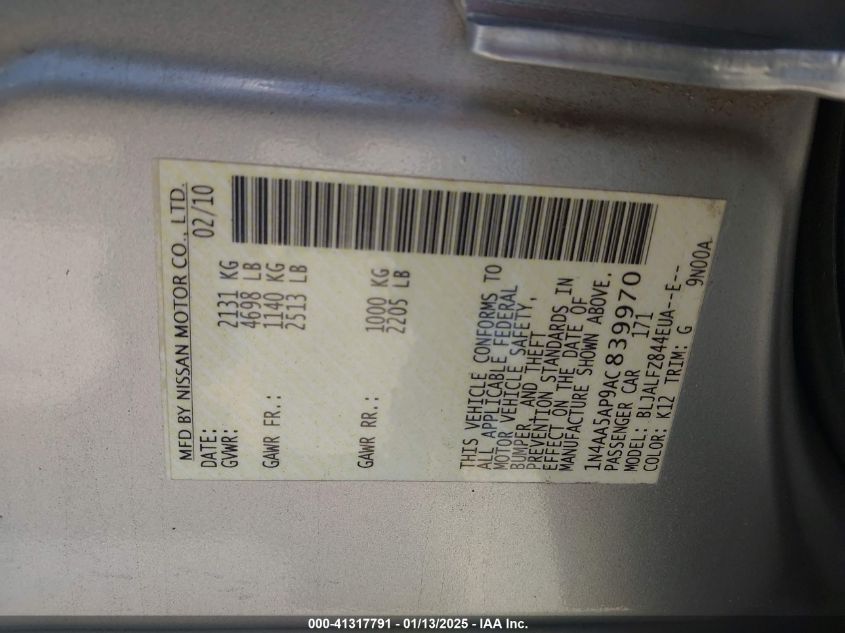 MFD BY NISSAN MOTOR CO., LTD.
DATE: 02/10
GVWR: 2131 KG
4698 LB
GAWR FR.: 1140 KG
2513 LB
GAWR RR.: 1000 KG
2205 LB
THIS VEHICLE CONFORMS TO
ALL APPLICABLE FEDERAL
MOTOR VEHICLE SAFETY,
BUMPER, AND THEFT
PREVENTION STANDARDS IN
EFFECT ON THE DATE OF
MANUFACTURE SHOWN ABOVE.
1N4AA5AP9AC839970
PASSENGER CAR 171
MODEL: BLJALFZ844EUA--E--
COLOR: K12 TRIM: G 9N00A
000-41317791 - 01/13/2025 - IAA Inc.